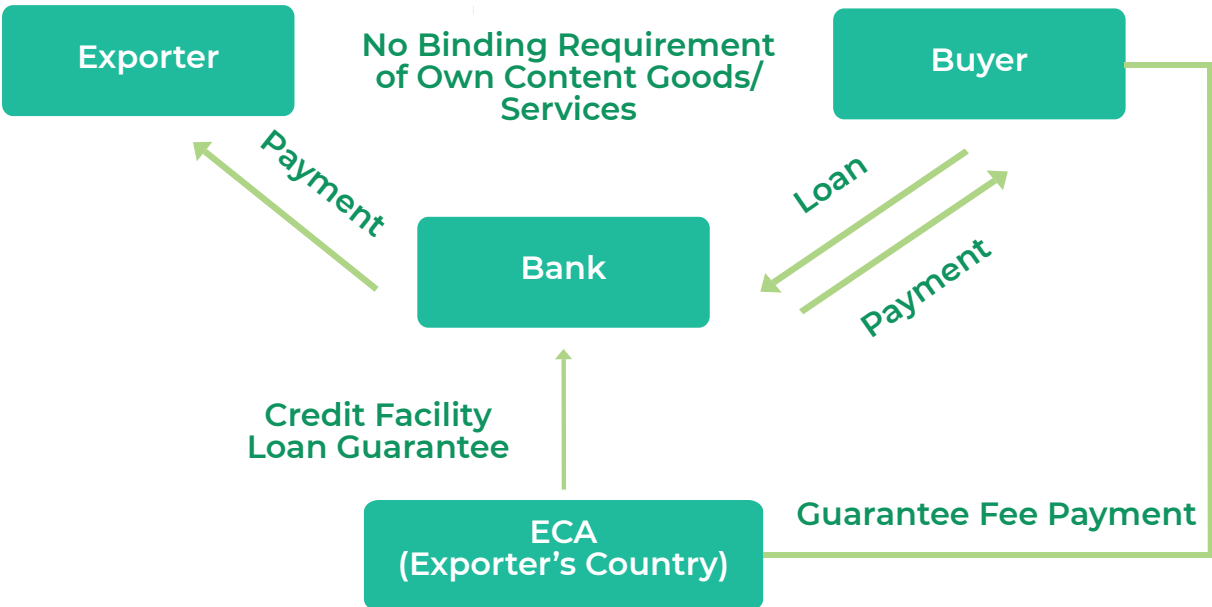 Exporter
No Binding Requirement
of Own Content Goods/
Services
Buyer
Payment
Loan
Payment
Bank
Credit Facility
Loan Guarantee
ECA
(Exporter’s Country)
Guarantee Fee Payment